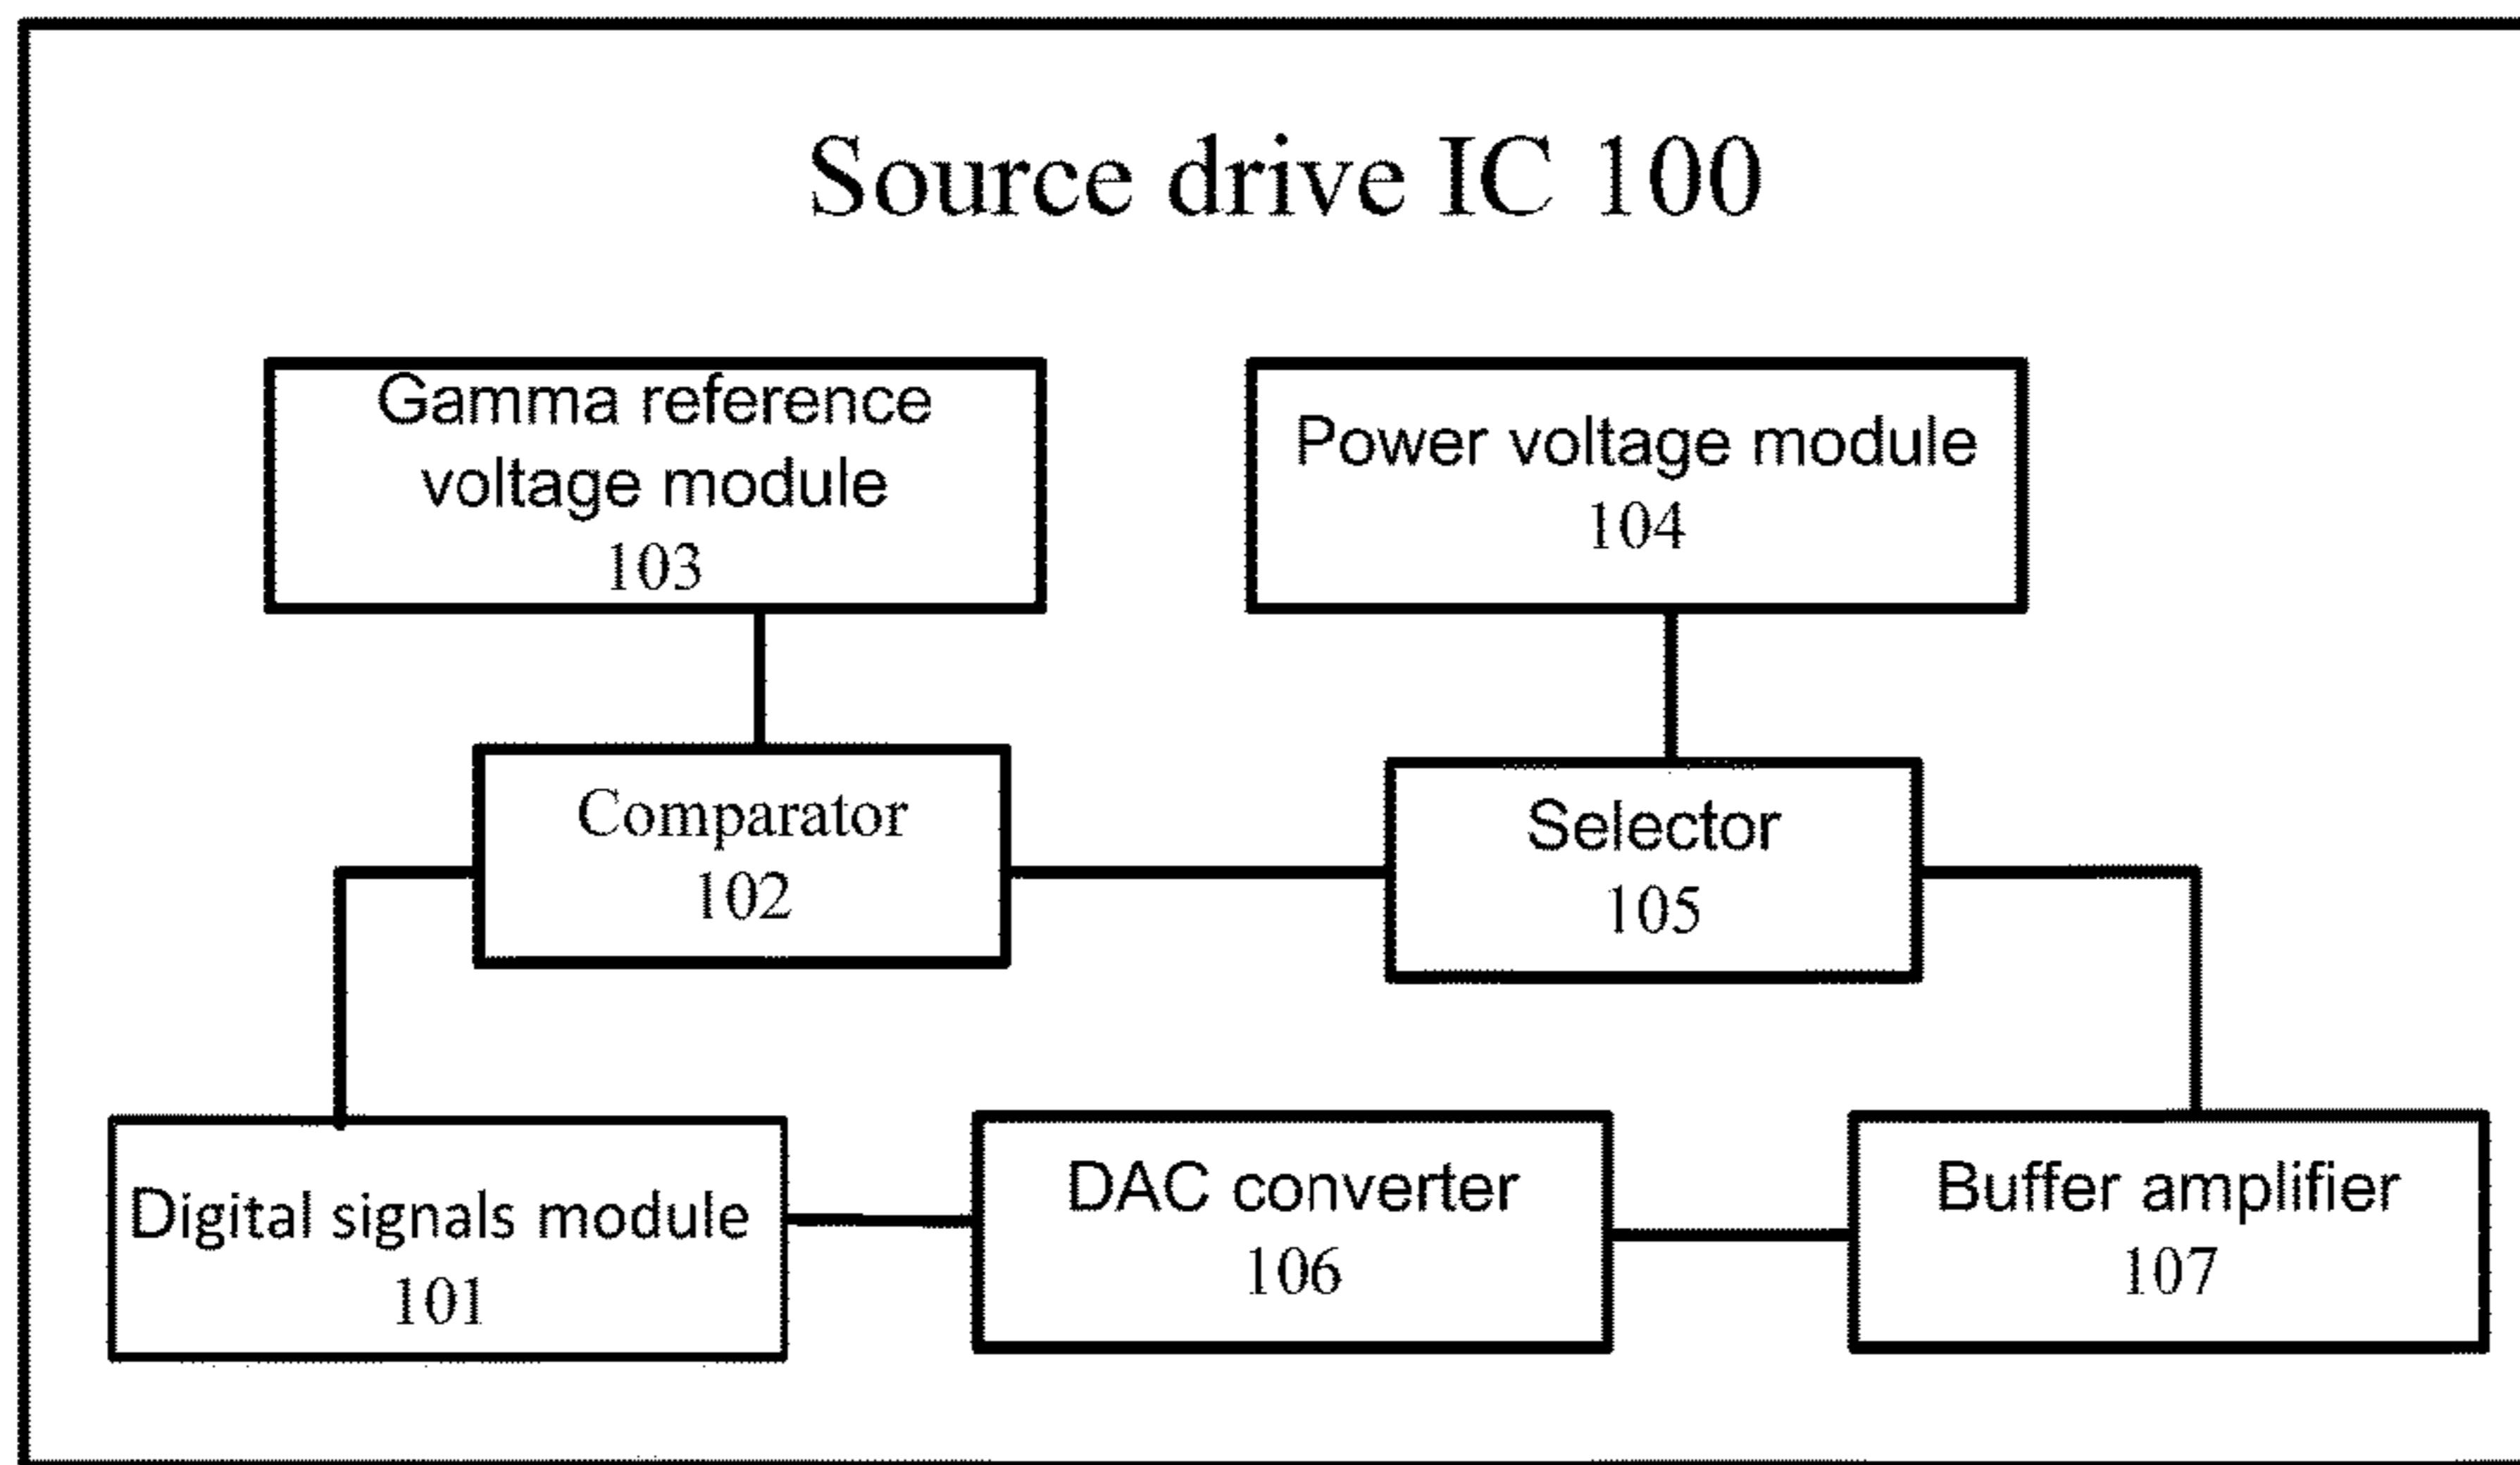 Source drive IC 100
Gamma reference
voltage module
103
Power voltage module
104
Comparator
102
Selector
105
Digital signals module
101
DAC converter
106
Buffer amplifier
107